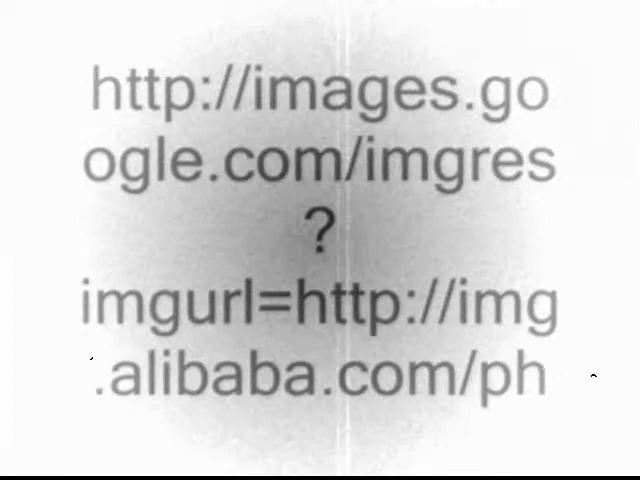 http://images.go
ogle.com/imgres
?
imgurl=http://img
.alibaba.com/ph